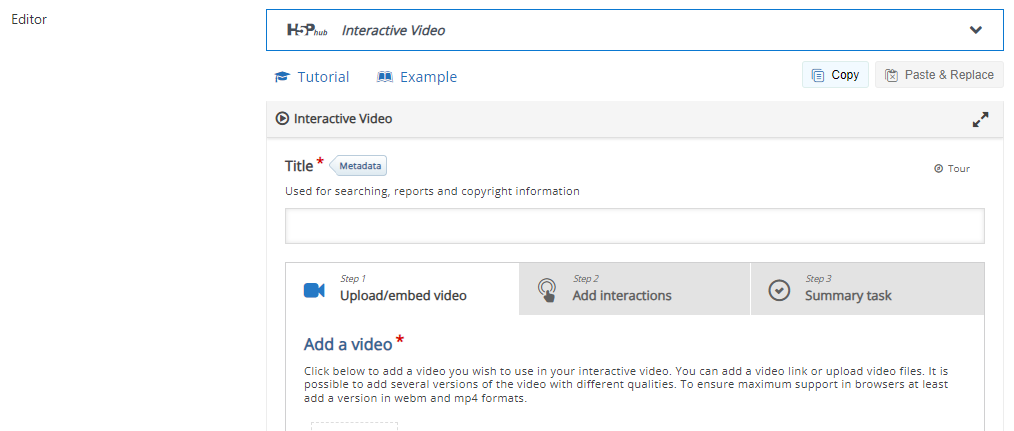 Editor
H5Phub Interactive Video
Tutorial Example Copy Paste & Replace
Interactive Video
Title * Metadata Tour
Used for searching, reports and copyright information
Step 1 Step 2 Step 3
Upload/embed video Add interactions Summary task
Add a video *
Click below to add a video you wish to use in your interactive video. You can add a video link or upload video files. It is
possible to add several versions of the video with different qualities. To ensure maximum support in browsers at least
add a version in webm and mp4 formats.